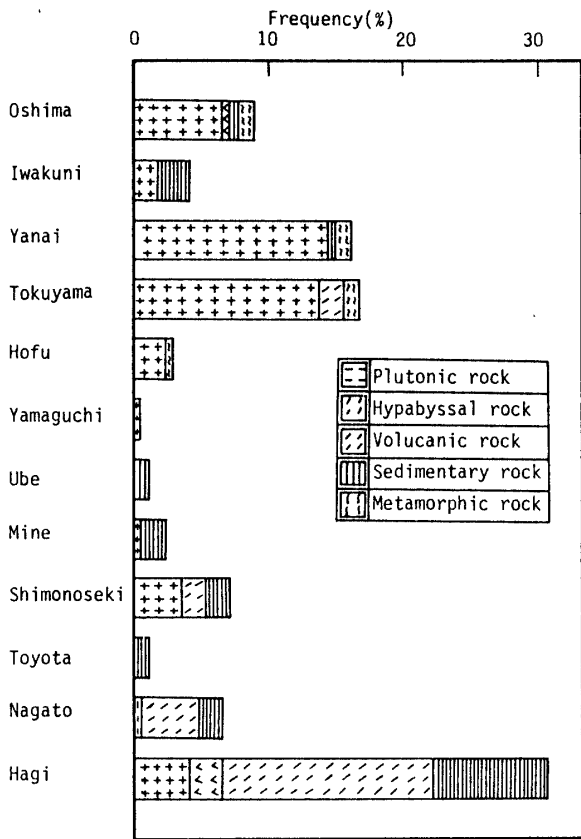 Frequency(%)
0 10 20 30
Oshima
Iwakuni
Yanai
Tokuyama
Hofu
Yamaguchi
Ube
Mine
Shimonoseki
Toyota
Nagato
Hagi
Plutonic rock
Hypabyssal rock
Volucanic rock
Sedimentary rock
Metamorphic rock